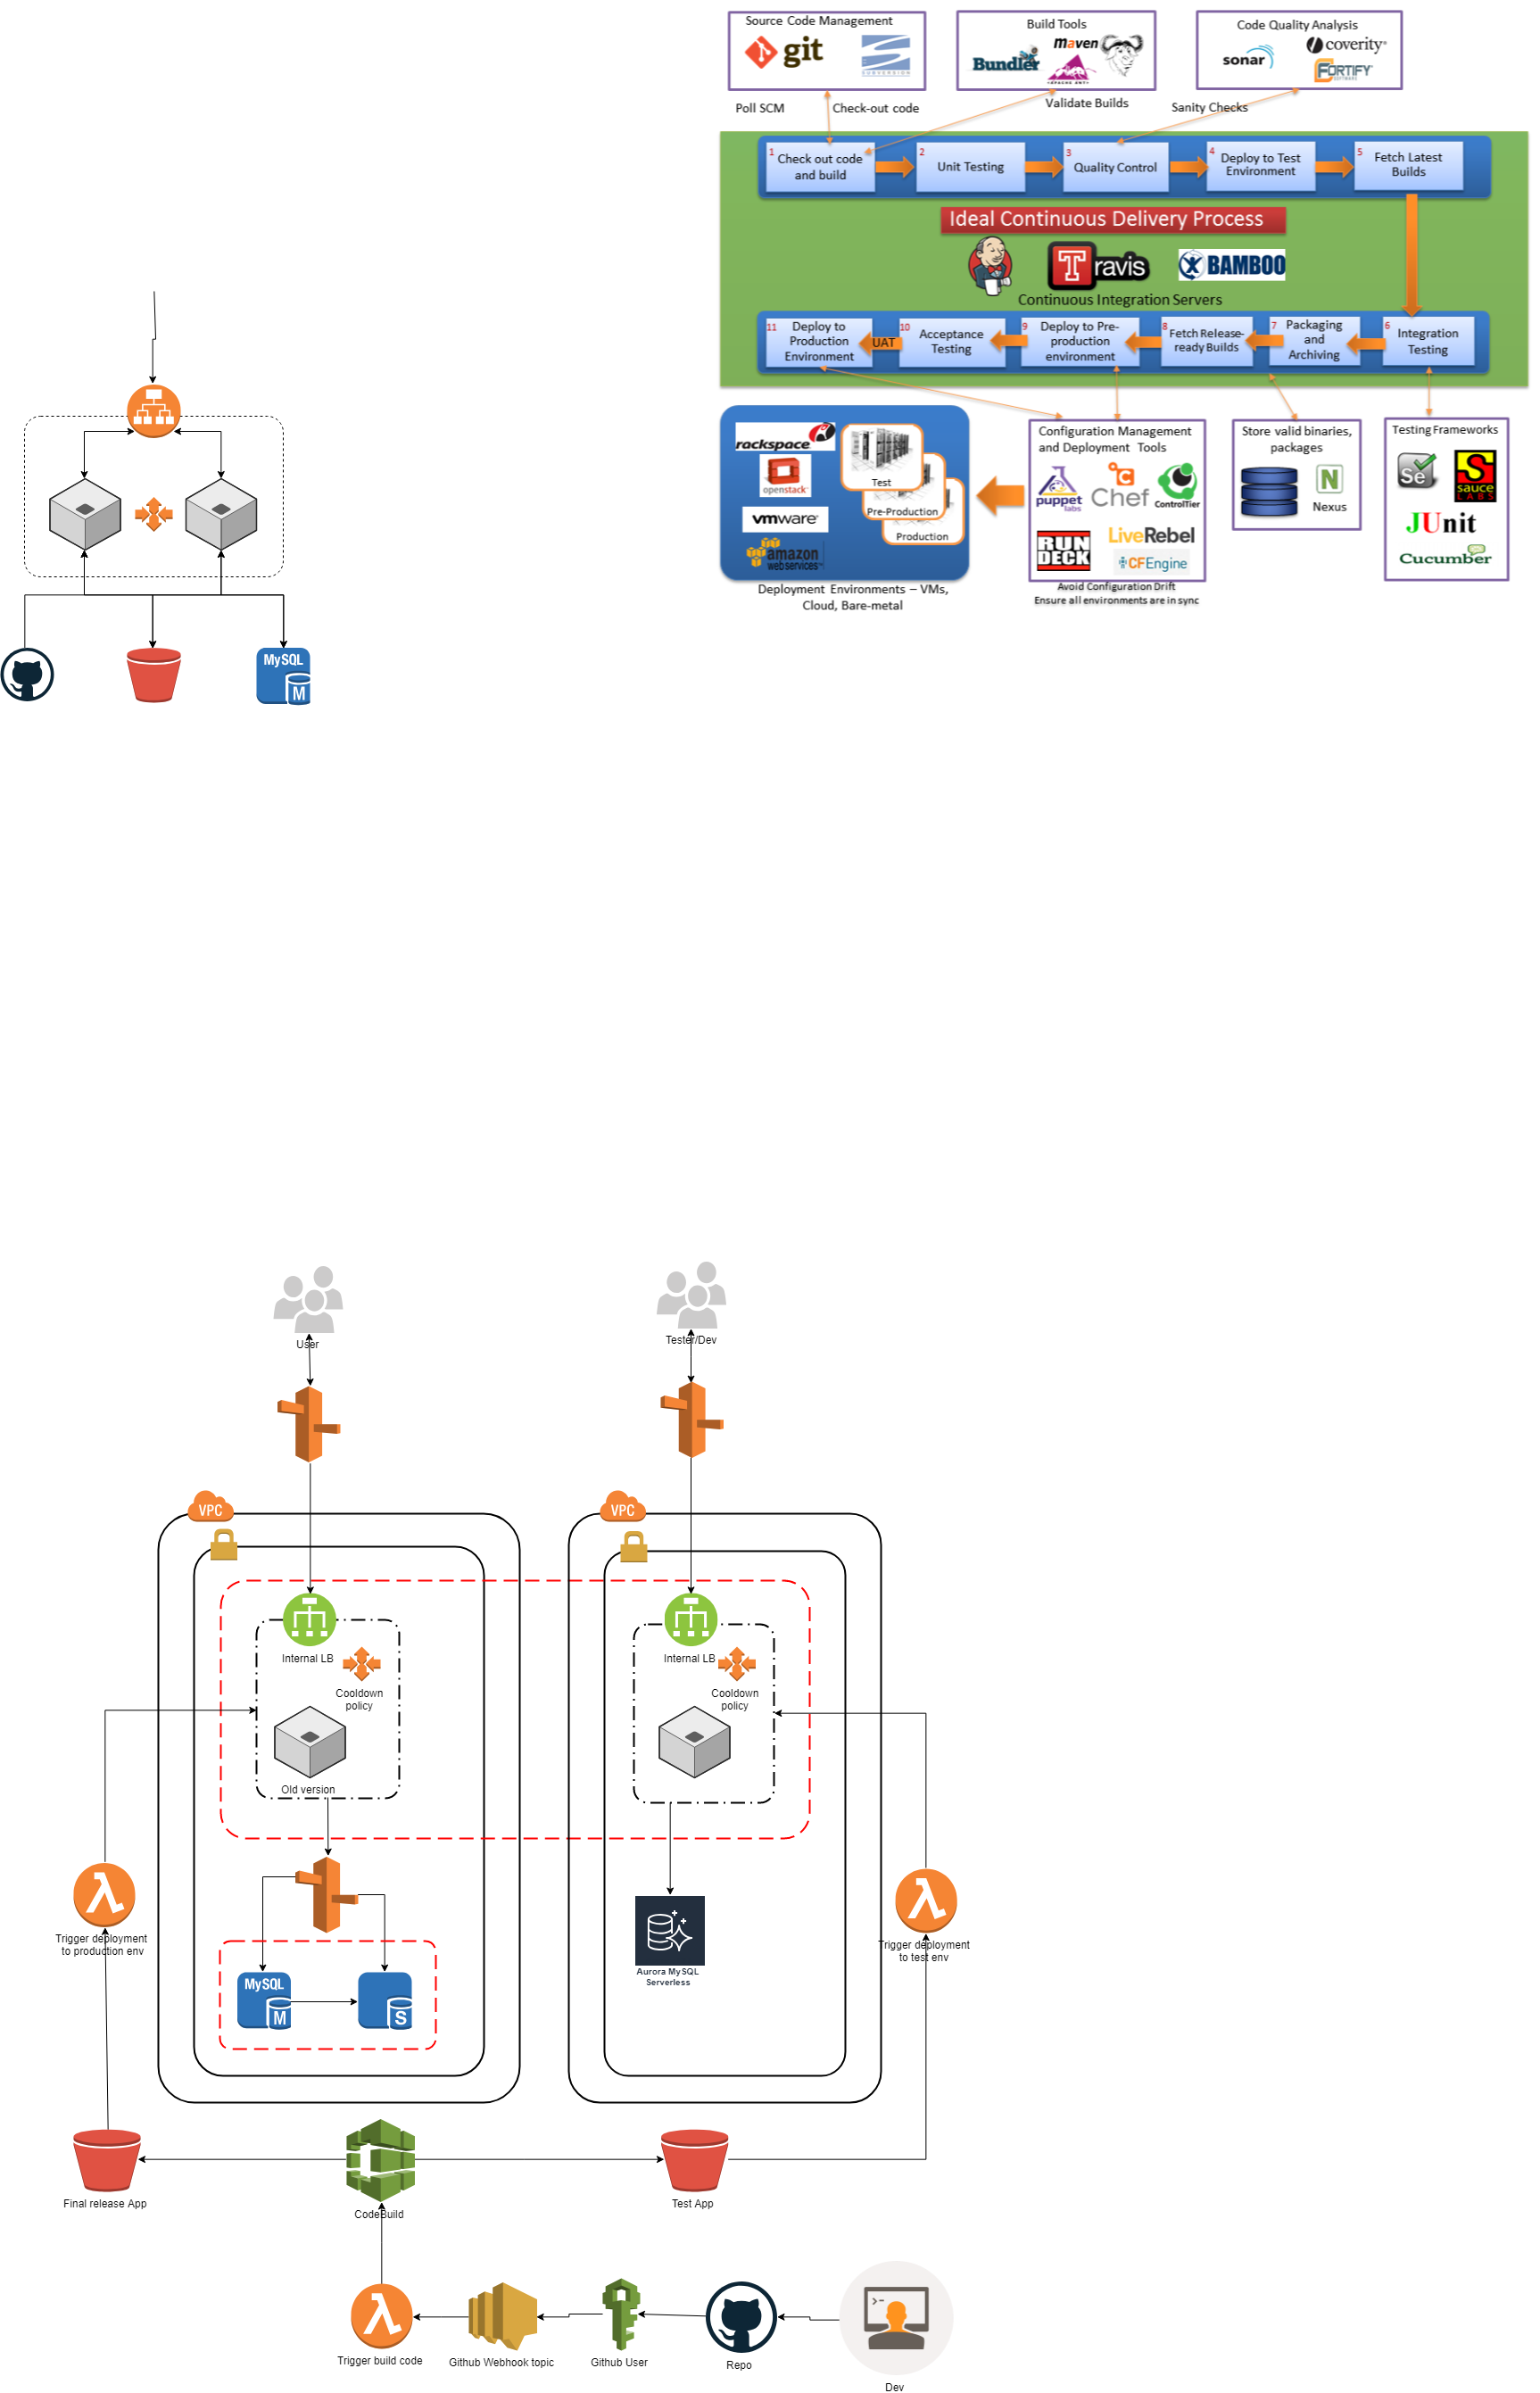 Source Code Management
git
SUBVERSION
Build Tools
Bundler
maven
APACHE ANT
Code Quality Analysis
sonar
coverity
FORTIFY
SOFTWARE
Poll SCM
Check-out code
Validate Builds
Sanity Checks
1
Check out code
and build
2
Unit Testing
3
Quality Control
4
Deploy to Test
Environment
5
Fetch Latest
Builds
Ideal Continuous Delivery Process
Travis
BAMBOO
Continuous Integration Servers
11
Deploy to
Production
Environment
UAT
10
Acceptance
Testing
9
Deploy to Pre-
production
environment
8
Fetch Release-
ready Builds
7
Packaging
and
Archiving
6
Integration
Testing
rackspace
openstack
vmware
amazon
webservices
Test
Pre-Production
Production
Deployment Environments – VMs,
Cloud, Bare-metal
Configuration Management
and Deployment Tools
puppet
labs
Chef
ControlTier
RUN
DECK
LiveRebel
CFEngine
Avoid Configuration Drift
Ensure all environments are in sync
Store valid binaries,
packages
N
Nexus
Testing Frameworks
Se
S
SAUCE
LABS
JUnit
Cucumber
MySQL
M
User
Tester/Dev
VPC
VPC
Internal LB
Cooldown
policy
Old version
Internal LB
Cooldown
policy
Trigger deployment
to production env
MySQL
M
S
Aurora MySQL
Serverless
Trigger deployment
to test env
Final release App
CodeBuild
Test App
Trigger build code
Github Webhook topic
Github User
Repo
Dev